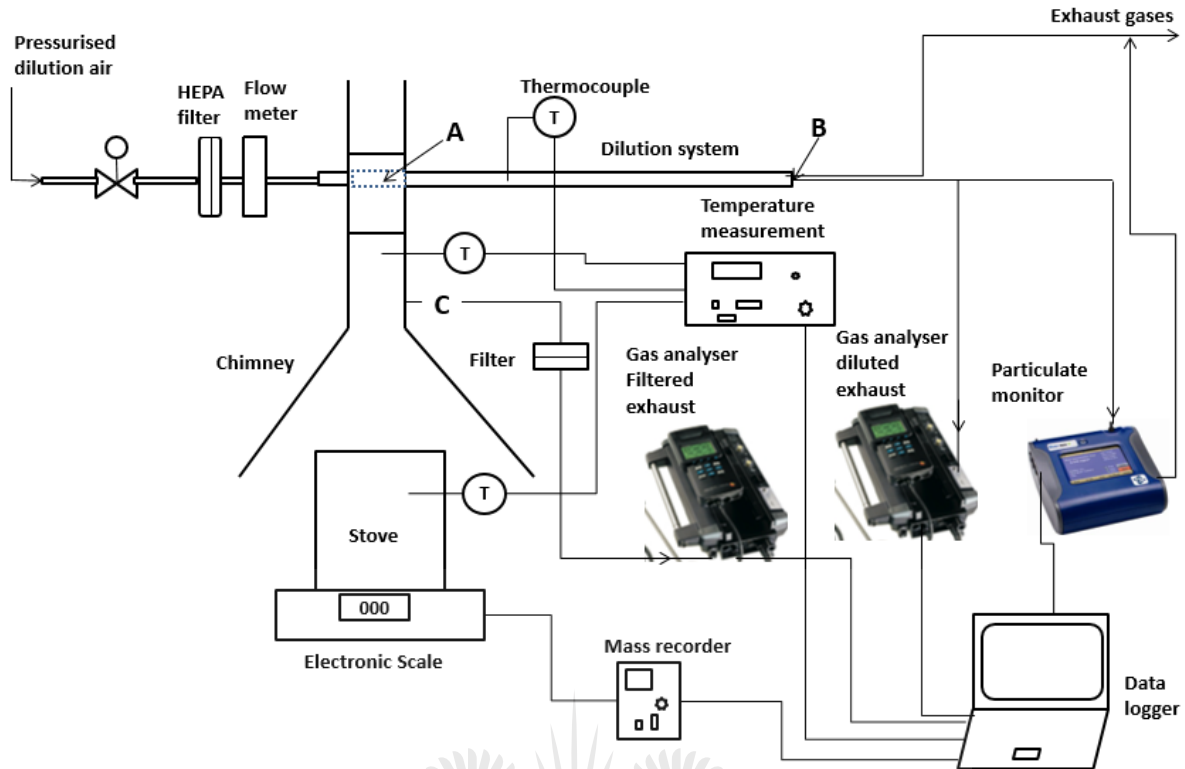 Exhaust gases
Pressurised
dilution air
HEPA
filter
Flow
meter
Thermocouple
T
A
B
Dilution system
Temperature
measurement
T
C
Chimney
Filter
Gas analyser
Filtered
exhaust
Gas analyser
diluted
exhaust
Particulate
monitor
T
Stove
000
Electronic Scale
Mass recorder
Data
logger